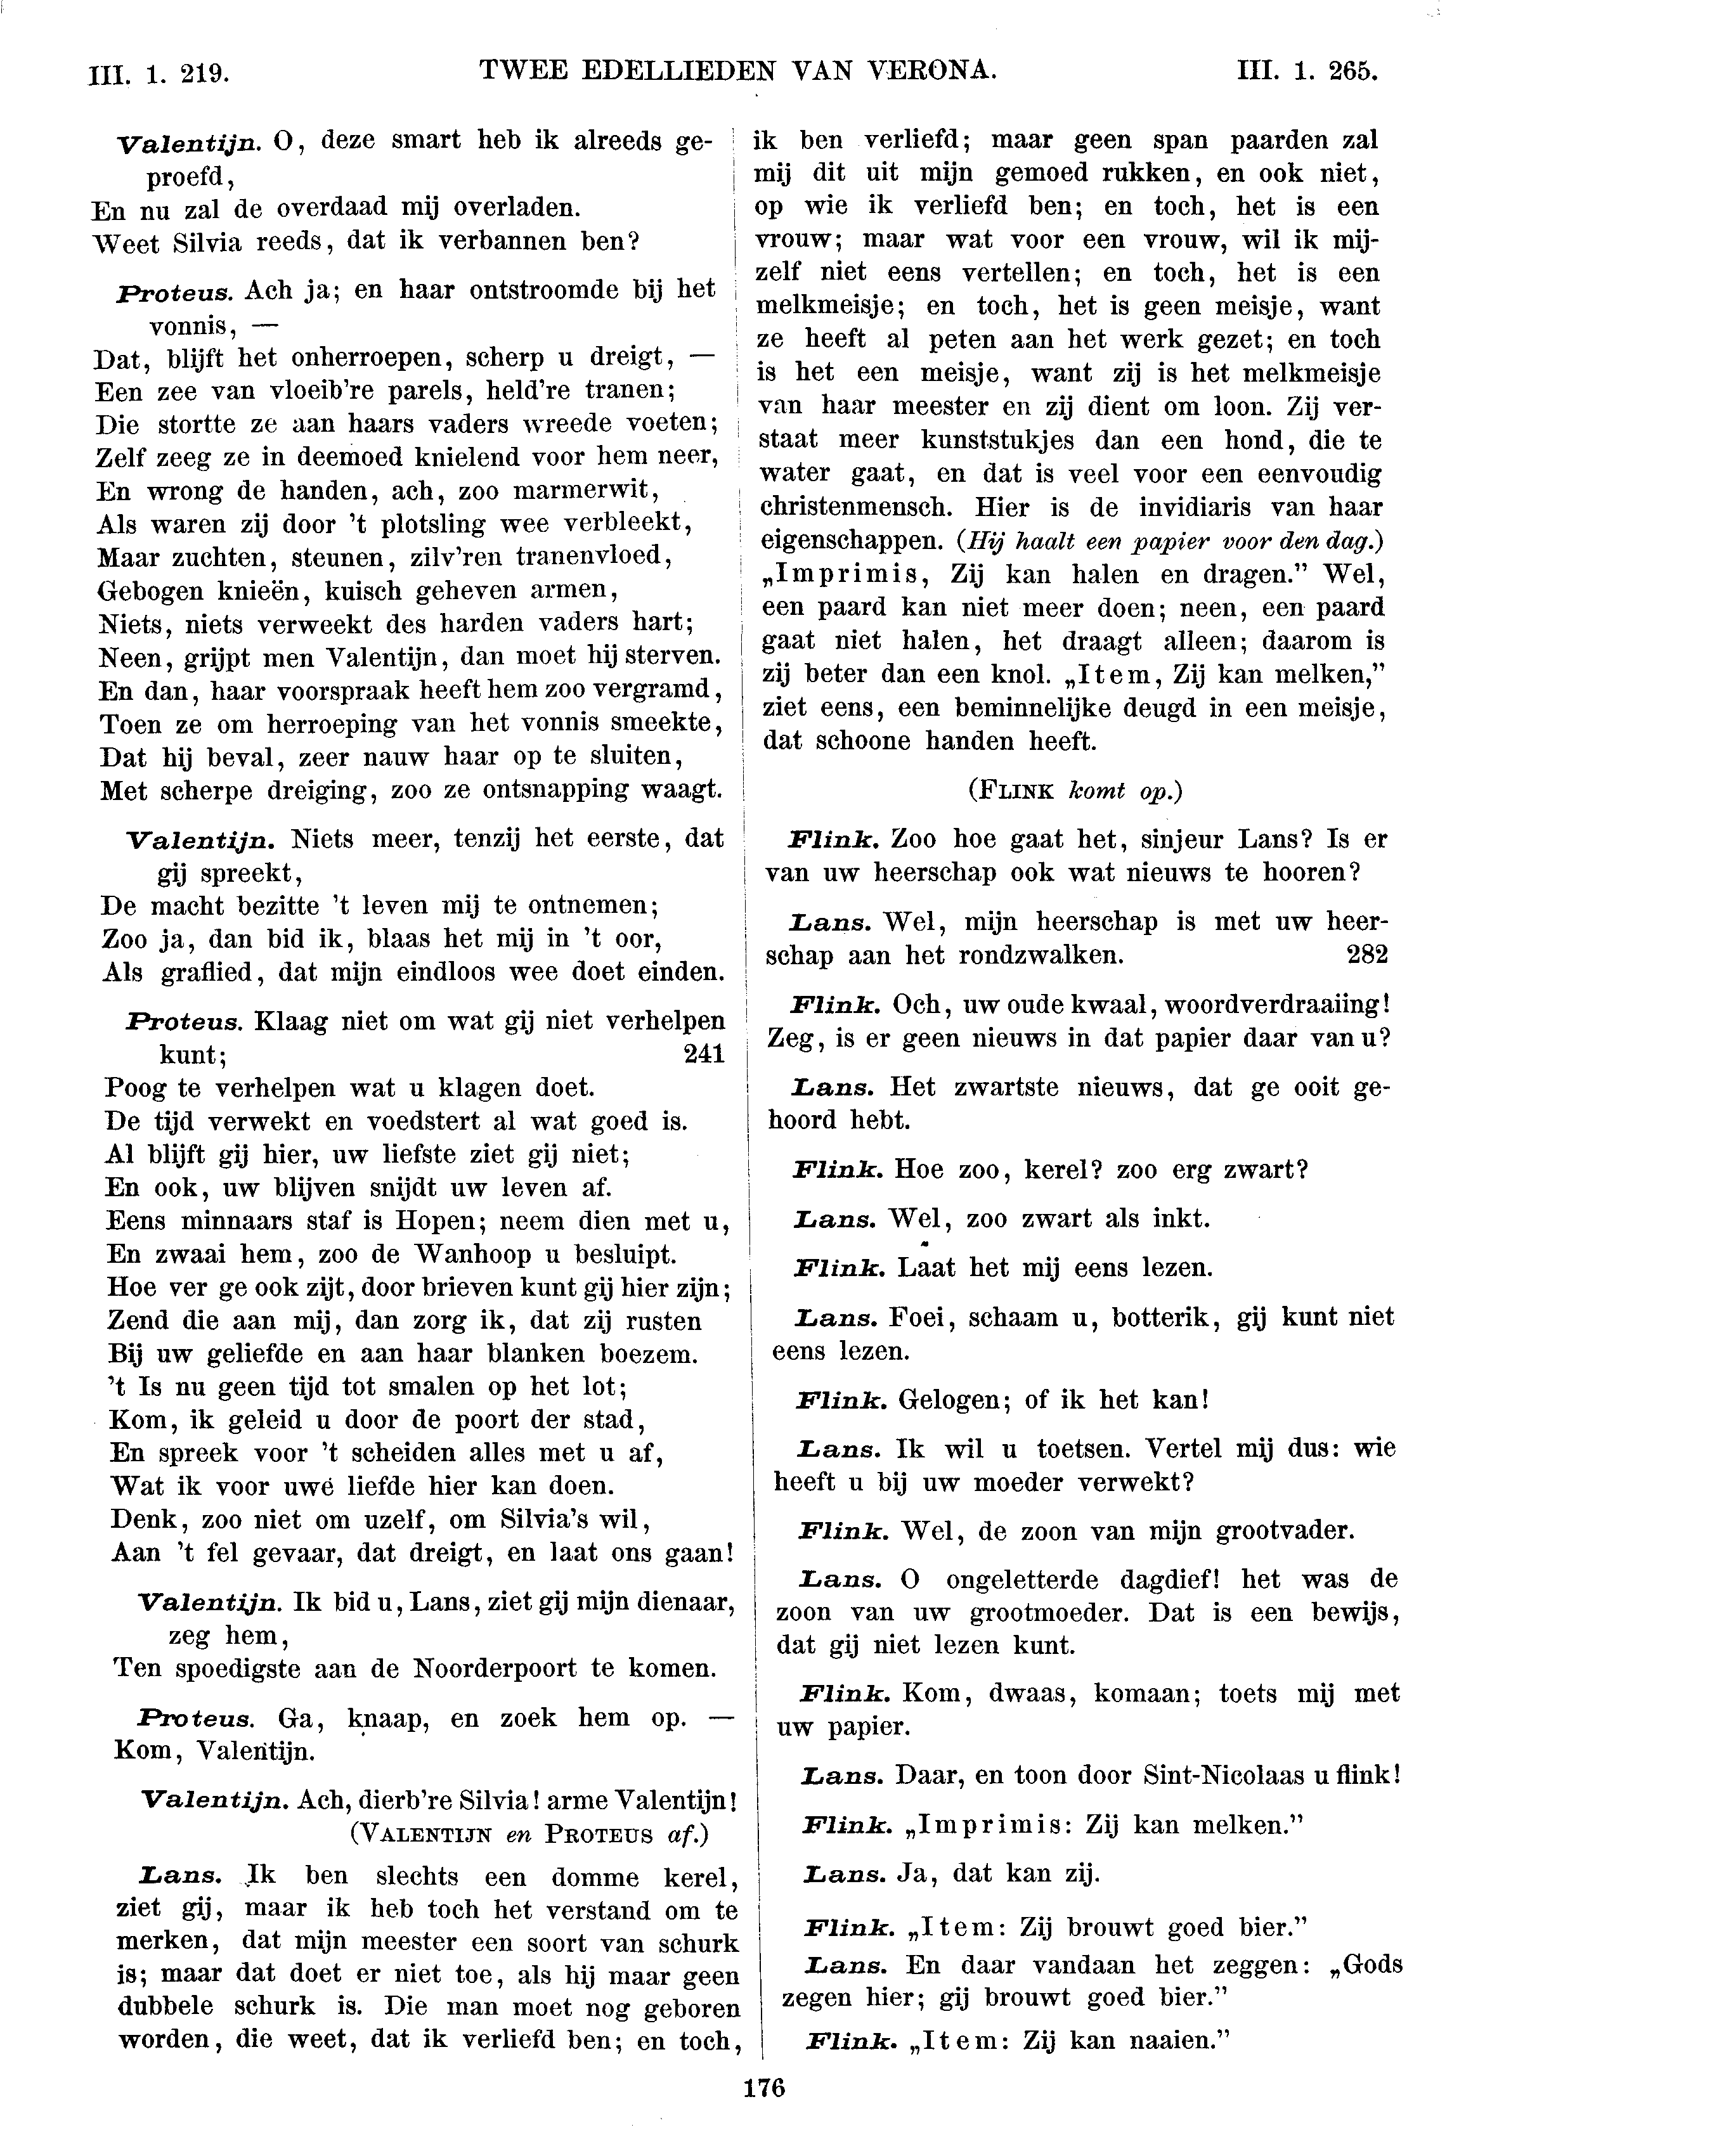 III. 1. 219. TWEE EDELLIEDEN VAN VERONA. III. 1. 265.
Valentijn. O, deze smart heb ik alreeds ge-
proefd,
En nu zal de overdaad mij overladen.
Weet Silvia reeds, dat ik verbannen ben?
Proteus. Ach ja; en haar ontstroomde bij het
vonnis, —
Dat, blijft het onherroepen, scherp u dreigt, —
Een zee van vloeib're parels, held're tranen;
Die stortte ze aan haars vaders wreede voeten;
Zelf zeeg ze in deemoed knielend voor hem neer,
En wrong de handen, ach, zoo marmerwit,
Als waren zij door 't plotsling wee verbleekt,
Maar zuchten, steunen, zilv'ren tranenvloed,
Gebogen knieën, kuisch geheven armen,
Niets, niets verweekt des harden vaders hart;
Neen, grijpt men Valentijn, dan moet hij sterven.
En dan, haar voorspraak heeft hem zoo vergramd,
Toen ze om herroeping van het vonnis smeekte,
Dat hij beval, zeer nauw haar op te sluiten,
Met scherpe dreiging, zoo ze ontsnapping waagt.
Valentijn. Niets meer, tenzij het eerste, dat
gij spreekt,
De macht bezitte 't leven mij te ontnemen;
Zoo ja, dan bid ik, blaas het mij in 't oor,
Als graflied, dat mijn eindloos wee doet einden.
Proteus. Klaag niet om wat gij niet verhelpen
kunt; 241
Poog te verhelpen wat u klagen doet.
De tijd verwekt en voedstert al wat goed is.
Al blijft gij hier, uw liefste ziet gij niet;
En ook, uw blijven snijdt uw leven af.
Eens minnaars staf is Hopen; neem dien met u,
En zwaai hem, zoo de Wanhoop u besluipt.
Hoe ver ge ook zijt, door brieven kunt gij hier zijn;
Zend die aan mij, dan zorg ik, dat zij rusten
Bij uw geliefde en aan haar blanken boezem.
't Is nu geen tijd tot smalen op het lot;
Kom, ik geleid u door de poort der stad,
En spreek voor 't scheiden alles met u af,
Wat ik voor uwe liefde hier kan doen.
Denk, zoo niet om uzelf, om Silvia's wil,
Aan 't fel gevaar, dat dreigt, en laat ons gaan!
Valentijn. Ik bid u, Lans, ziet gij mijn dienaar,
zeg hem,
Ten spoedigste aan de Noorderpoort te komen.
Proteus. Ga, knaap, en zoek hem op. —
Kom, Valentijn.
Valentijn. Ach, dierb're Silvia! arme Valentijn!
(VALENTIJN en PROTEUS af.)
Lans. Ik ben slechts een domme kerel,
ziet gij, maar ik heb toch het verstand om te
merken, dat mijn meester een soort van schurk
is; maar dat doet er niet toe, als hij maar geen
dubbele schurk is. Die man moet nog geboren
worden, die weet, dat ik verliefd ben; en toch,
ik ben verliefd; maar geen span paarden zal
mij dit uit mijn gemoed rukken, en ook niet,
op wie ik verliefd ben; en toch, het is een
vrouw; maar wat voor een vrouw, wil ik mij-
zelf niet eens vertellen; en toch, het is een
melkmeisje; en toch, het is geen meisje, want
ze heeft al peten aan het werk gezet; en toch
is het een meisje, want zij is het melkmeisje
van haar meester en zij dient om loon. Zij ver-
staat meer kunststukjes dan een hond, die te
water gaat, en dat is veel voor een eenvoudig
christenmensch. Hier is de invidiaris van haar
eigenschappen. (Hij haalt een papier voor den dag.)
„Imprimis, Zij kan halen en dragen.” Wel,
een paard kan niet meer doen; neen, een paard
gaat niet halen, het draagt alleen; daarom is
zij beter dan een knol. „Item, Zij kan melken,”
ziet eens, een beminnelijke deugd in een meisje,
dat schoone handen heeft.
(FLINK komt op.)
Flink. Zoo hoe gaat het, sinjeur Lans? Is er
van uw heerschap ook wat nieuws te hooren?
Lans. Wel, mijn heerschap is met uw heer-
schap aan het rondzwalken. 282
Flink. Och, uw oude kwaal, woordverdraaiing!
Zeg, is er geen nieuws in dat papier daar van u?
Lans. Het zwartste nieuws, dat ge ooit ge-
hoord hebt.
Flink. Hoe zoo, kerel? zoo erg zwart?
Lans. Wel, zoo zwart als inkt.
Flink. Laat het mij eens lezen.
Lans. Foei, schaam u, botterik, gij kunt niet
eens lezen.
Flink. Gelogen; of ik het kan!
Lans. Ik wil u toetsen. Vertel mij dus: wie
heeft u bij uw moeder verwekt?
Flink. Wel, de zoon van mijn grootvader.
Lans. O ongeletterde dagdief! het was de
zoon van uw grootmoeder. Dat is een bewijs,
dat gij niet lezen kunt.
Flink. Kom, dwaas, komaan; toets mij met
uw papier.
Lans. Daar, en toon door Sint-Nicolaas u flink!
Flink. „Imprimis: Zij kan melken.”
Lans. Ja, dat kan zij.
Flink. „Item: Zij brouwt goed bier.”
Lans. En daar vandaan het zeggen: „Gods
zegen hier; gij brouwt goed bier.”
Flink. „Item: Zij kan naaien.”
176